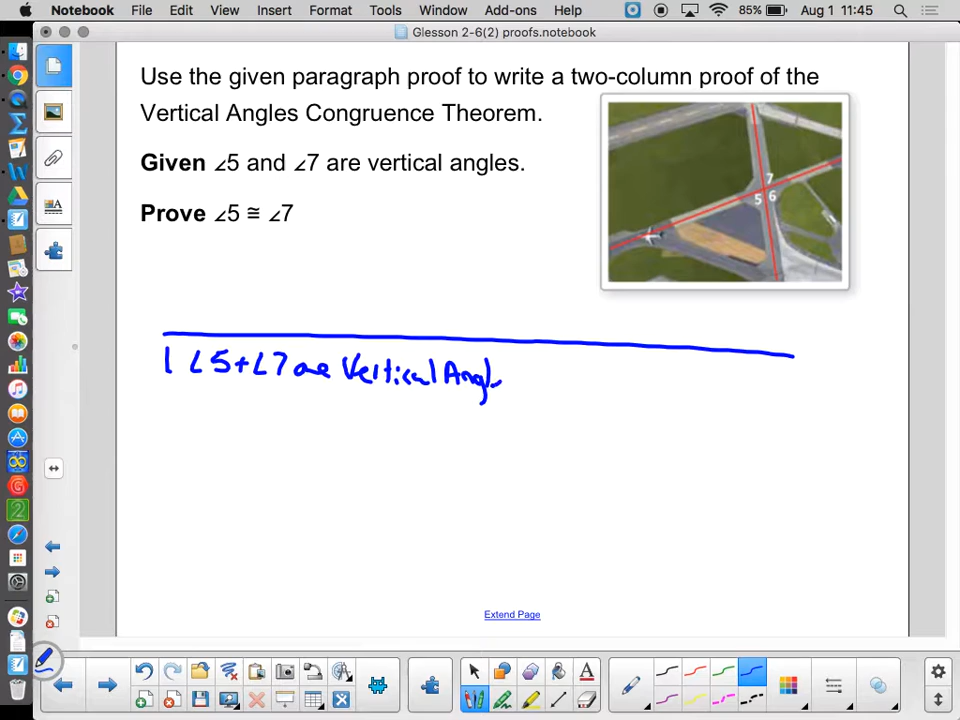 Notebook File Edit View Insert Format Tools Window Add-ons Help 85% Aug 1 11:45
Glesson 2-6(2) proofs.notebook
Use the given paragraph proof to write a two-column proof of the
Vertical Angles Congruence Theorem.
Given ∠5 and ∠7 are vertical angles.
Prove ∠5 ≅ ∠7
7
5 6
1 ∠5+∠7 are Vertical Angl
Extend Page